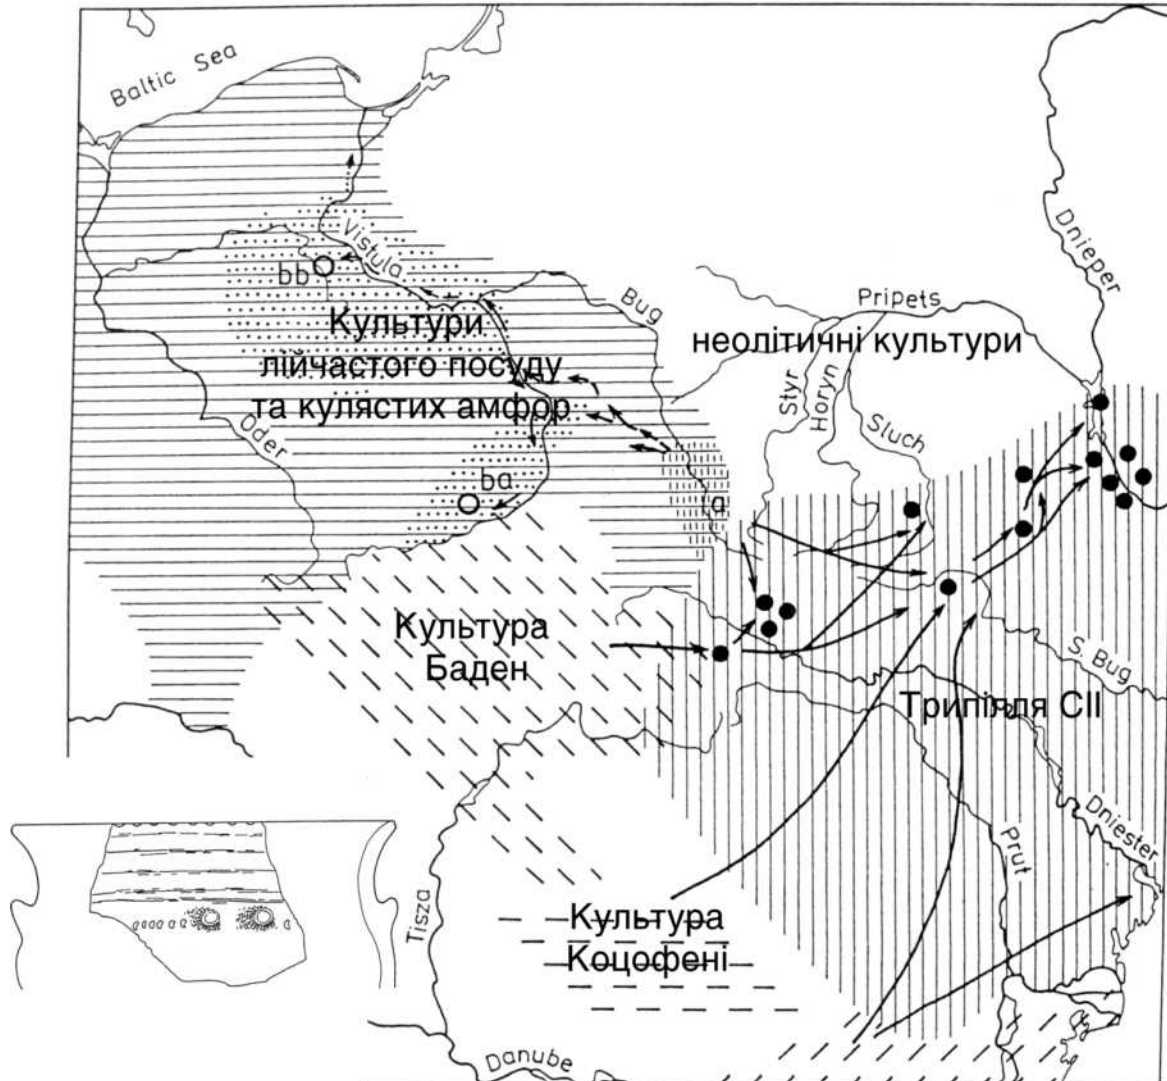 Baltic Sea
Dnieper
Vistula
bb
Bug
Pripets
Культури
лійчастого посуду
та кулястих амфор
неолітичні культури
Styr
Horyn
Sluch
Oder
ba
a
Культура
Баден
S. Bug
Трипілля CII
Dniester
Prut
Tisza
Культура
Коцофені
Danube